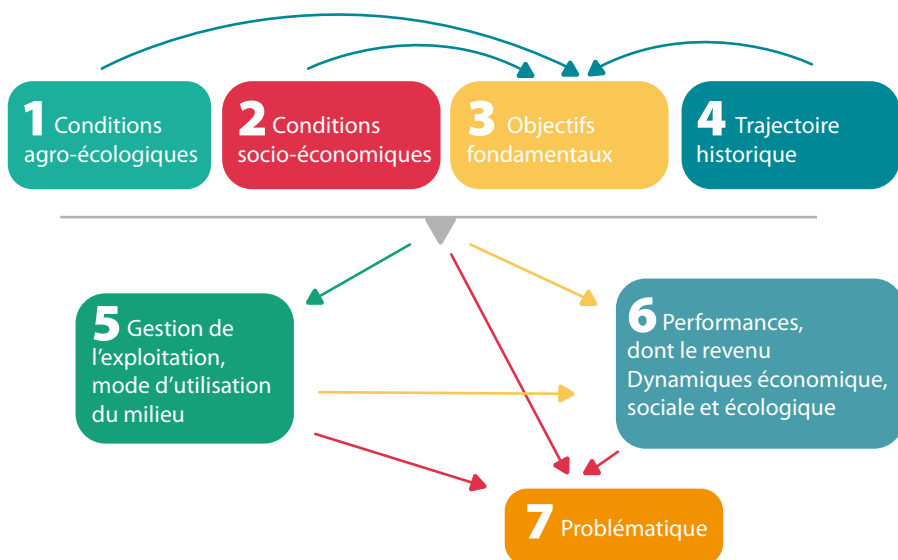 1 Conditions
agro-écologiques
2 Conditions
socio-économiques
3 Objectifs
fondamentaux
4 Trajectoire
historique
5 Gestion de
l'exploitation,
mode d'utilisation
du milieu
6 Performances,
dont le revenu
Dynamiques économique,
sociale et écologique
7 Problématique